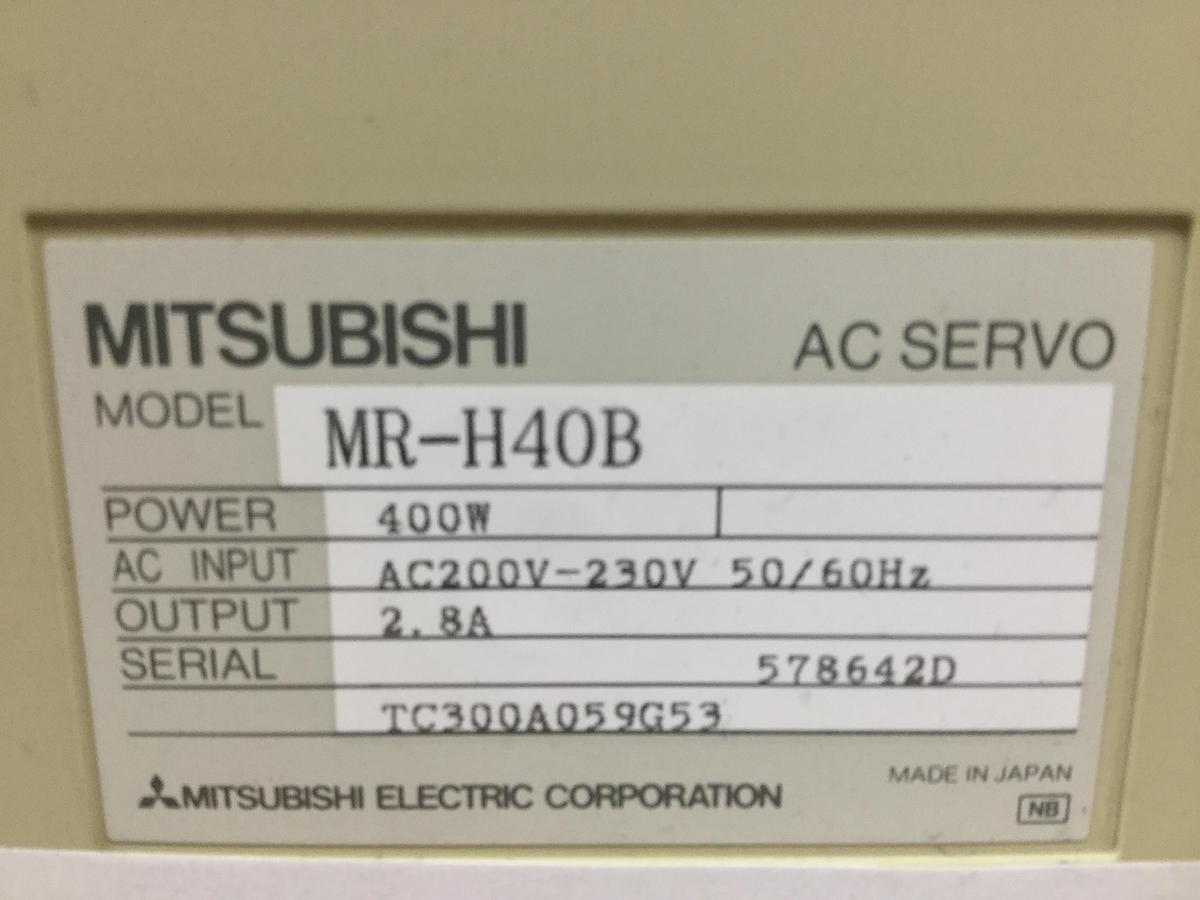 MITSUBISHI AC SERVO
MODEL MR-H40B
POWER 400W
AC INPUT AC200V-230V 50/60Hz
OUTPUT 2.8A
SERIAL 578642D
TC300A059G53
MITSUBISHI ELECTRIC CORPORATION
MADE IN JAPAN
NB